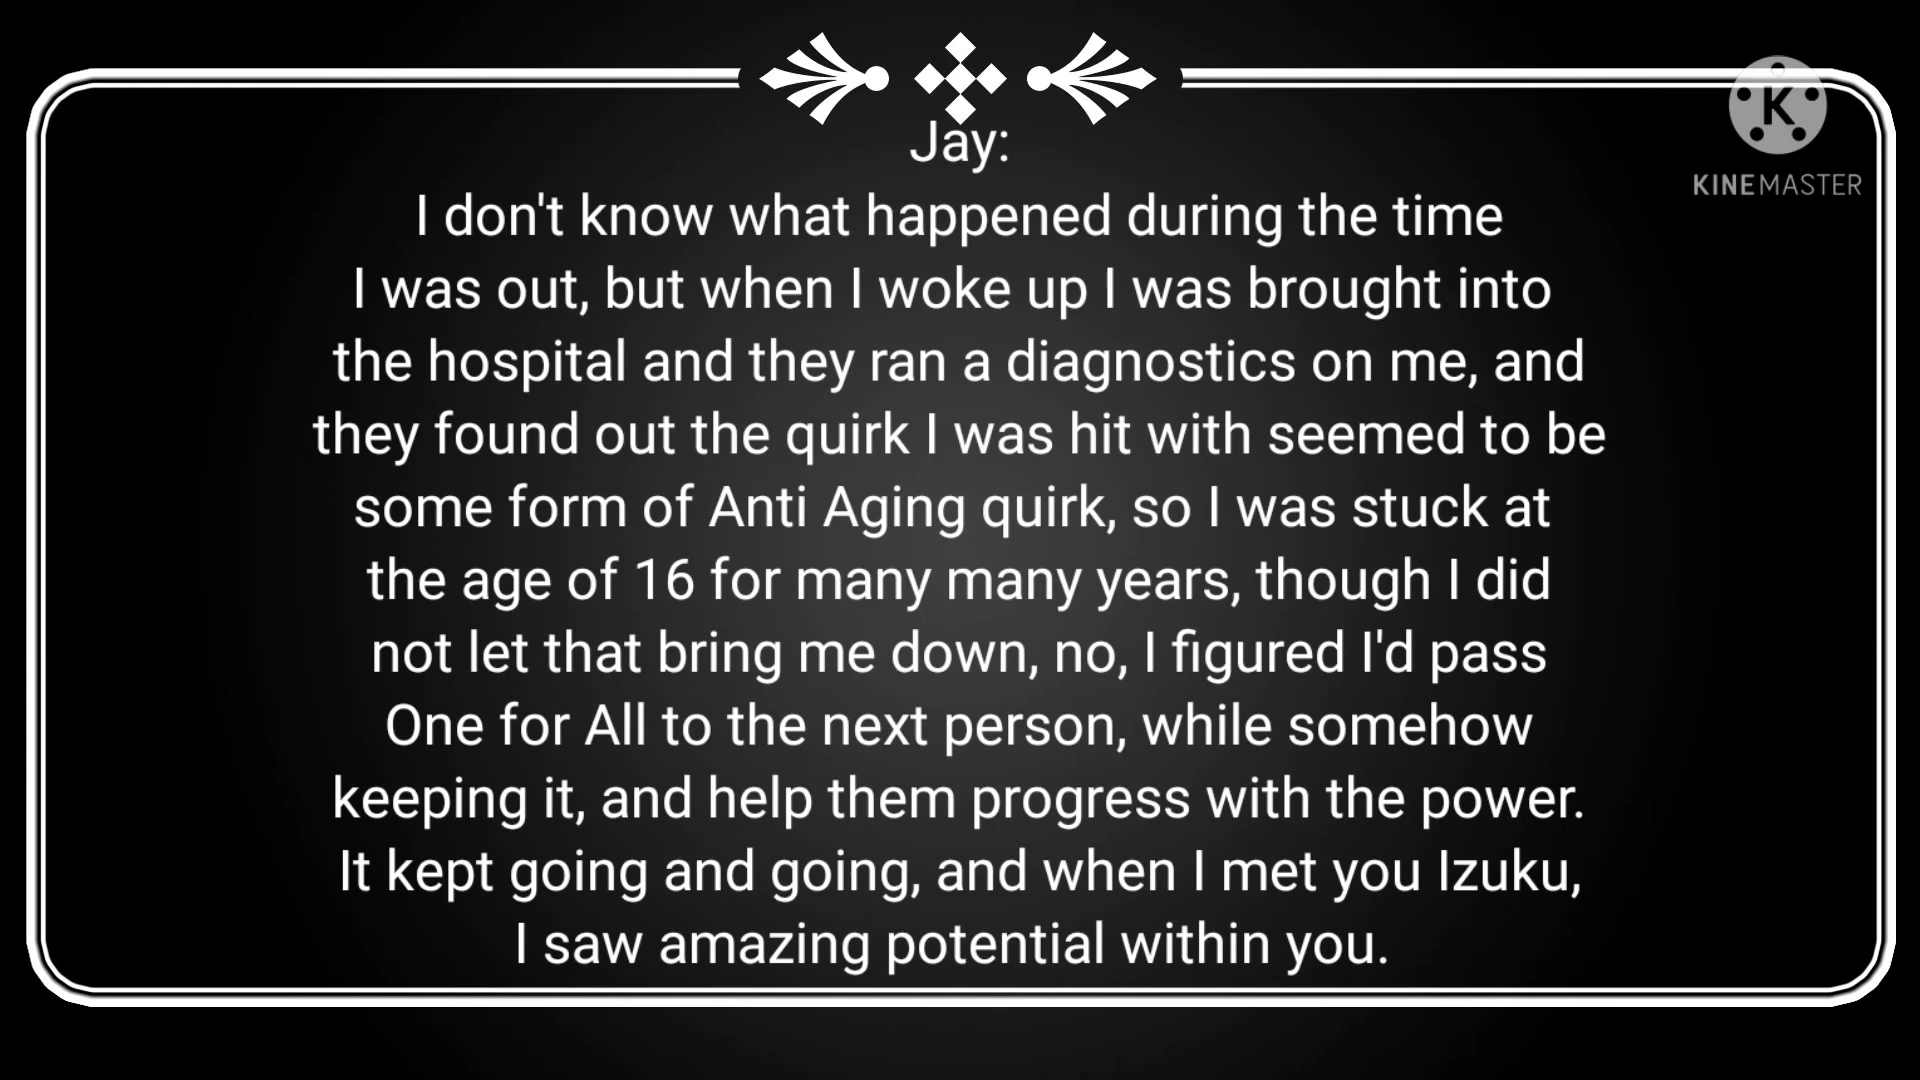 Jay:
I don't know what happened during the time
I was out, but when I woke up I was brought into
the hospital and they ran a diagnostics on me, and
they found out the quirk I was hit with seemed to be
some form of Anti Aging quirk, so I was stuck at
the age of 16 for many many years, though I did
not let that bring me down, no, I figured I'd pass
One for All to the next person, while somehow
keeping it, and help them progress with the power.
It kept going and going, and when I met you Izuku,
I saw amazing potential within you.
K
KINEMASTER